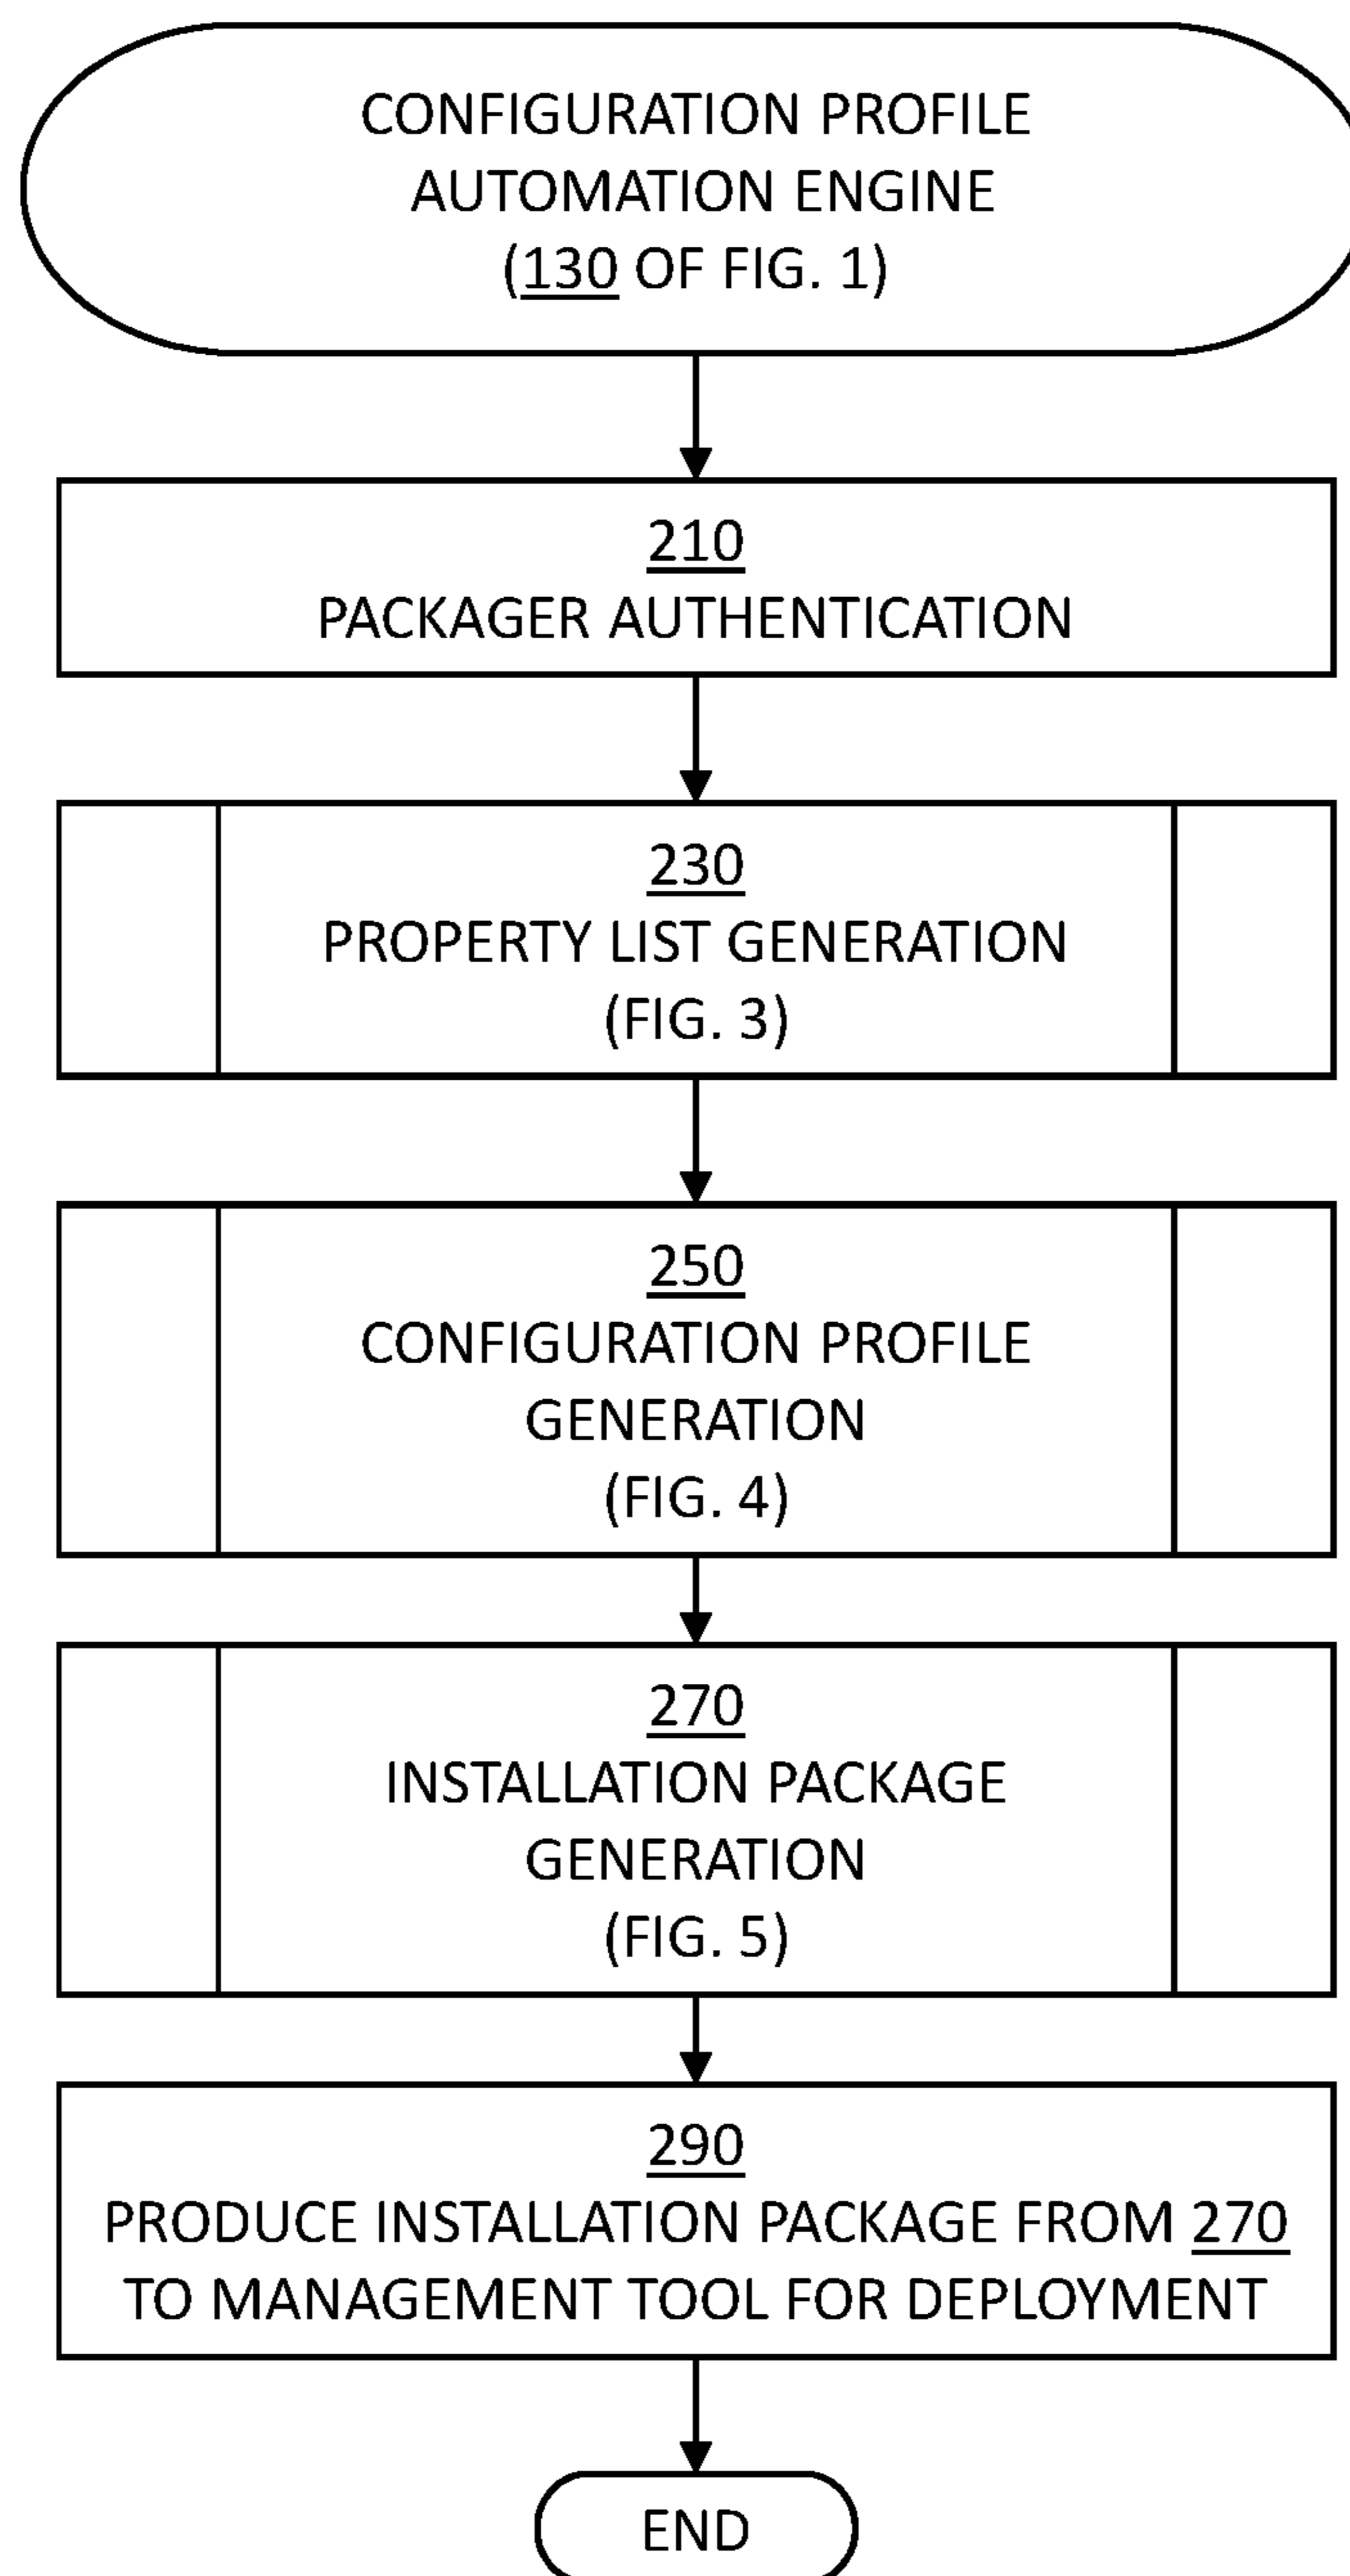 CONFIGURATION PROFILE
AUTOMATION ENGINE
(130 OF FIG. 1)
210
PACKAGER AUTHENTICATION
230
PROPERTY LIST GENERATION
(FIG. 3)
250
CONFIGURATION PROFILE
GENERATION
(FIG. 4)
270
INSTALLATION PACKAGE
GENERATION
(FIG. 5)
290
PRODUCE INSTALLATION PACKAGE FROM 270
TO MANAGEMENT TOOL FOR DEPLOYMENT
END